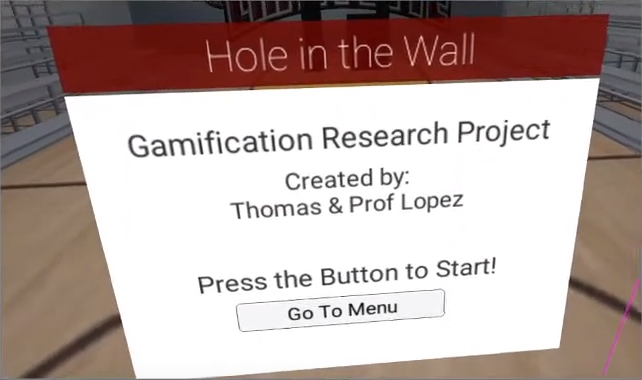 Hole in the Wall
Gamification Research Project
Created by:
Thomas & Prof Lopez
Press the Button to Start!
Go To Menu